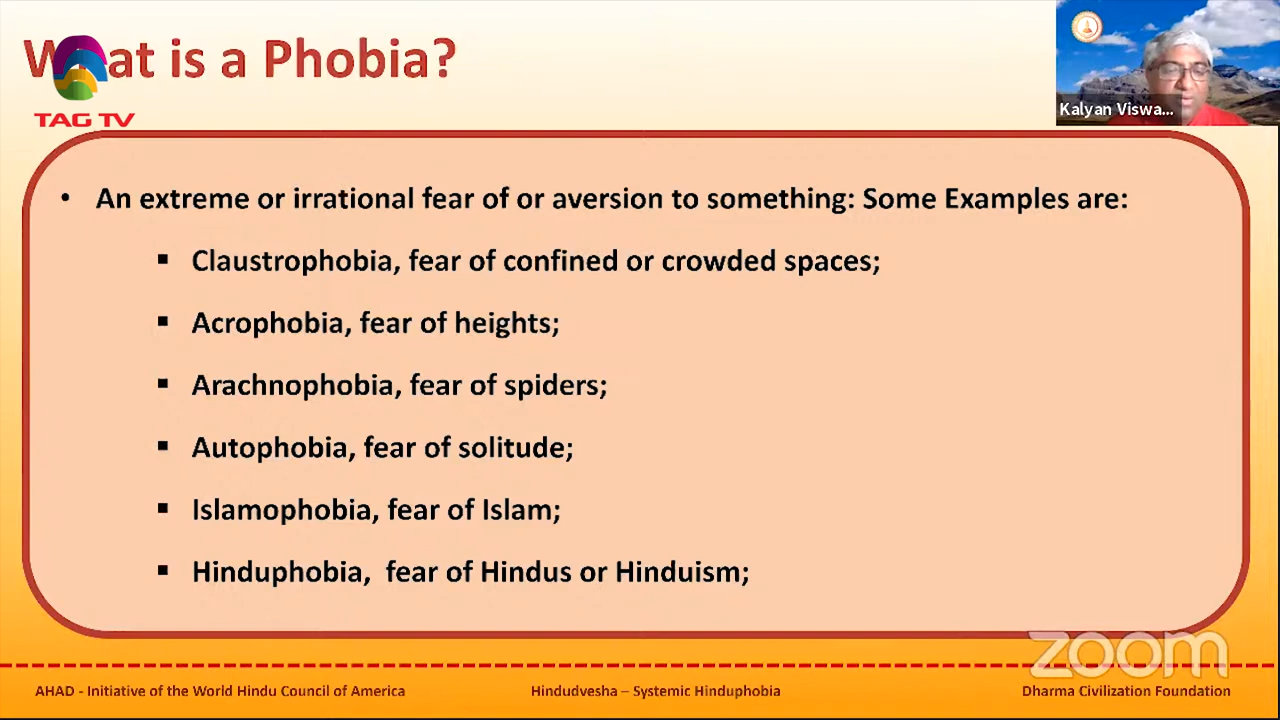 What is a Phobia?
TAG TV
Kalyan Viswa...
• An extreme or irrational fear of or aversion to something: Some Examples are:
▪ Claustrophobia, fear of confined or crowded spaces;
▪ Acrophobia, fear of heights;
▪ Arachnophobia, fear of spiders;
▪ Autophobia, fear of solitude;
▪ Islamophobia, fear of Islam;
▪ Hinduphobia, fear of Hindus or Hinduism;
zoom
AHAD - Initiative of the World Hindu Council of America
Hindudvesha – Systemic Hinduphobia
Dharma Civilization Foundation